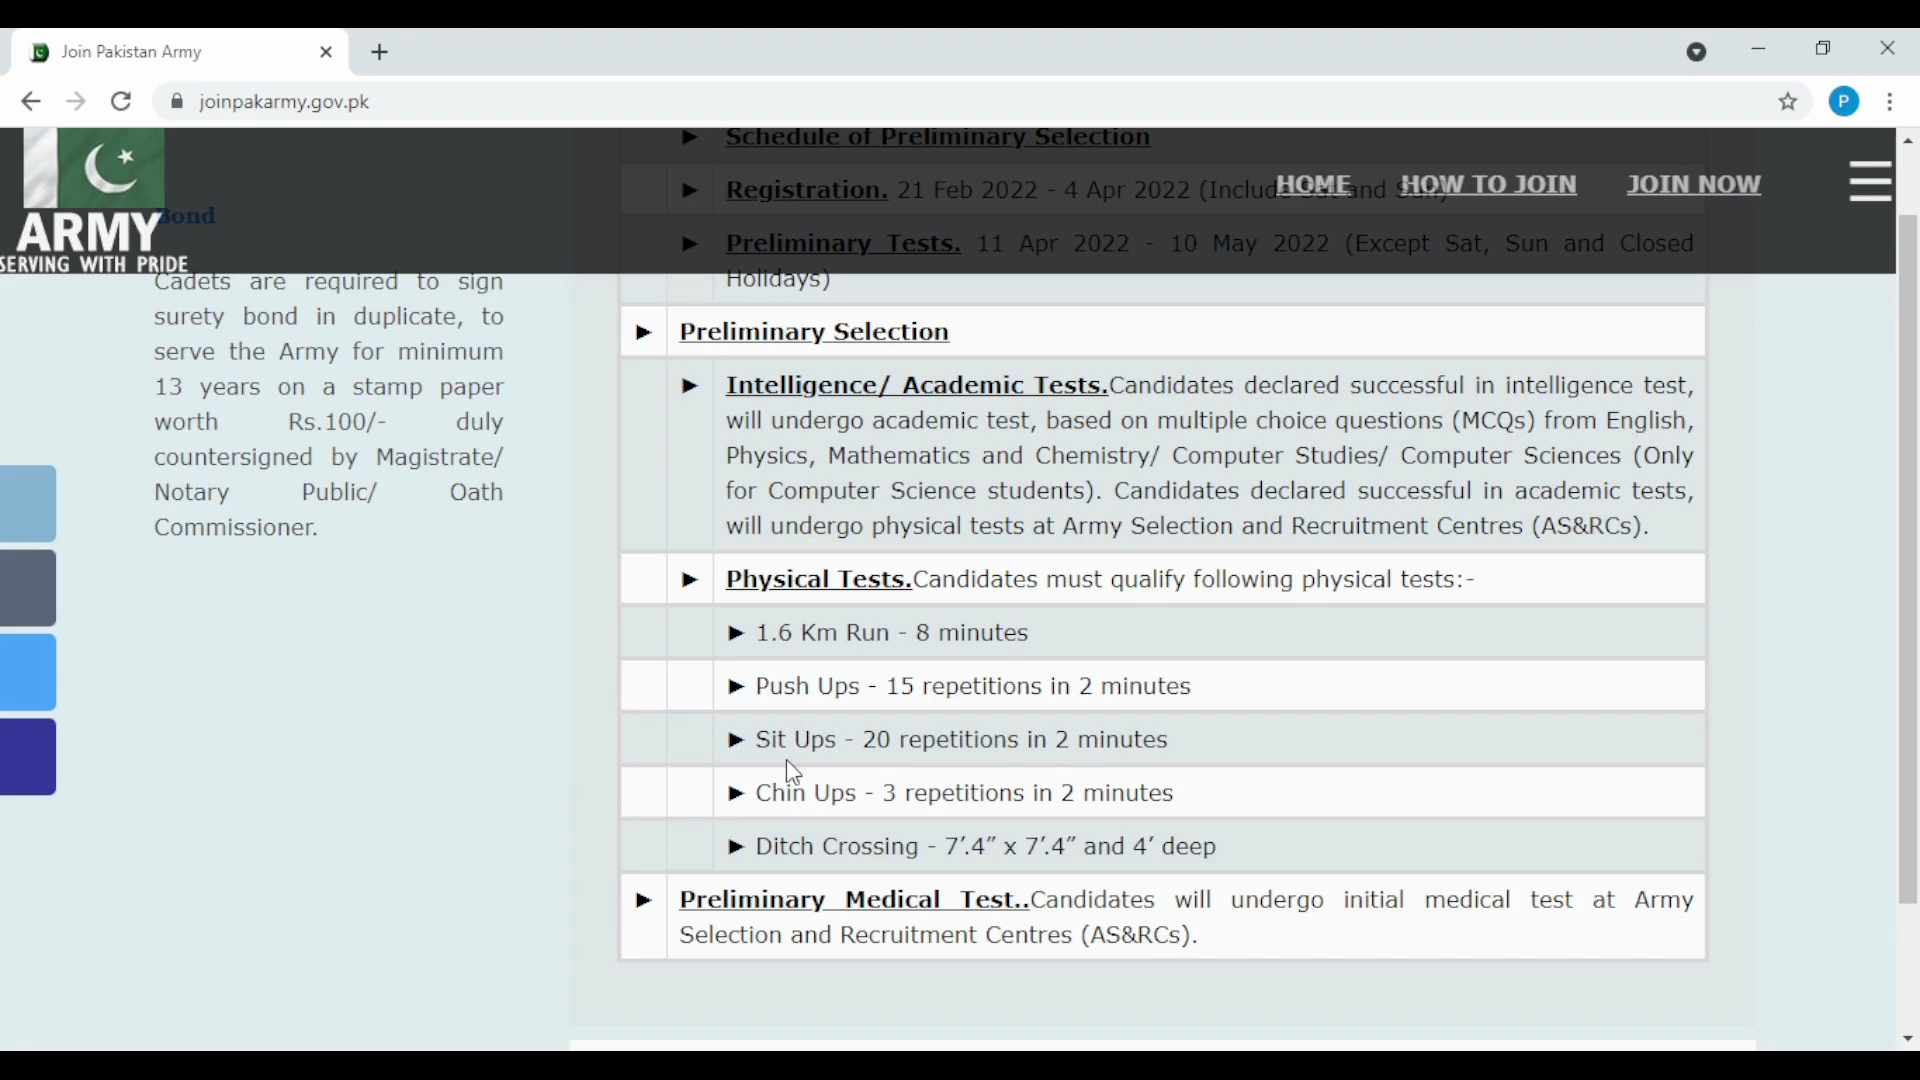 Join Pakistan Army
joinpakarmy.gov.pk
P
ARMY
SERVING WITH PRIDE
HOME
HOW TO JOIN
JOIN NOW
Bond
Cadets are required to sign
surety bond in duplicate, to
serve the Army for minimum
13 years on a stamp paper
worth Rs.100/- duly
countersigned by Magistrate/
Notary Public/ Oath
Commissioner.
► Schedule of Preliminary Selection
► Registration. 21 Feb 2022 - 4 Apr 2022 (Include Sat and Sun)
► Preliminary Tests. 11 Apr 2022 - 10 May 2022 (Except Sat, Sun and Closed
Holidays)
► Preliminary Selection
► Intelligence/ Academic Tests.Candidates declared successful in intelligence test,
will undergo academic test, based on multiple choice questions (MCQs) from English,
Physics, Mathematics and Chemistry/ Computer Studies/ Computer Sciences (Only
for Computer Science students). Candidates declared successful in academic tests,
will undergo physical tests at Army Selection and Recruitment Centres (AS&RCs).
► Physical Tests.Candidates must qualify following physical tests:-
► 1.6 Km Run - 8 minutes
► Push Ups - 15 repetitions in 2 minutes
► Sit Ups - 20 repetitions in 2 minutes
► Chin Ups - 3 repetitions in 2 minutes
► Ditch Crossing - 7’.4” x 7’.4” and 4’ deep
► Preliminary Medical Test..Candidates will undergo initial medical test at Army
Selection and Recruitment Centres (AS&RCs).